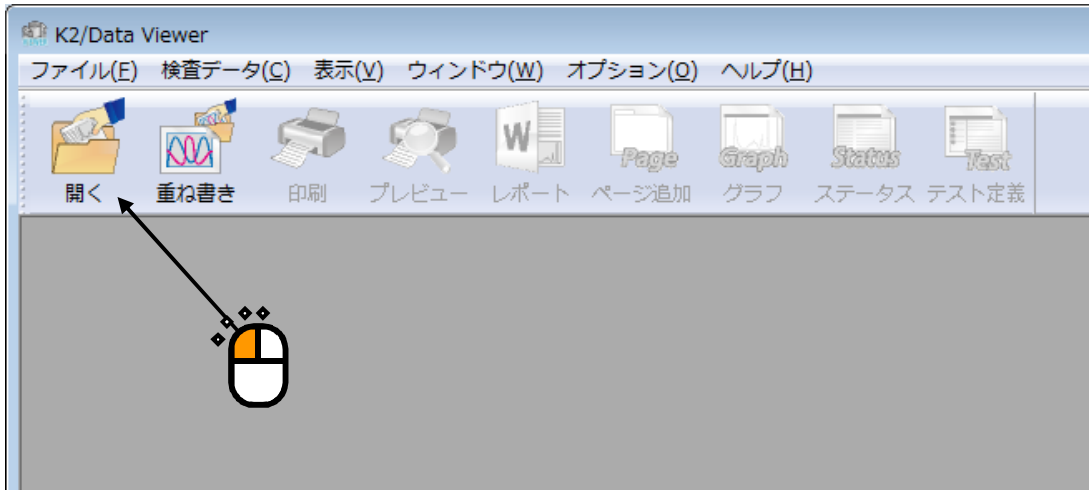 K2/Data Viewer
ファイル(F) 検査データ(C) 表示(V) ウィンドウ(W) オプション(O) ヘルプ(H)
W Page Graph Status Test
開く 重ね書き 印刷 プレビュー レポート ページ追加 グラフ ステータス テスト定義